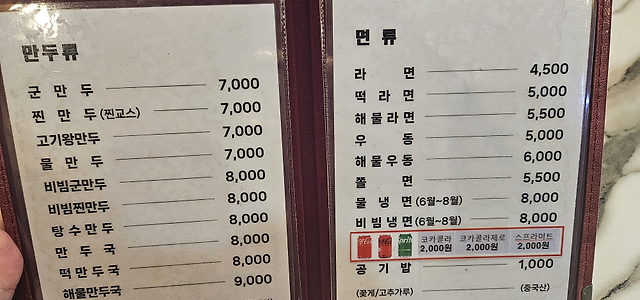 만두류
군만두 7,000
찐만두(찐교스) 7,000
고기왕만두 7,000
물만두 7,000
비빔군만두 8,000
비빔찐만두 8,000
탕수만두 8,000
만두국 8,000
떡만두국 8,000
해물만두국 9,000
면류
라면 4,500
떡라면 5,000
해물라면 5,500
우동 5,000
해물우동 6,000
쫄면 5,500
물냉면(6월~8월) 8,000
비빔냉면(6월~8월) 8,000
코카콜라 코카콜라제로 스프라이트
2,000원 2,000원 2,000원
공기밥 1,000
(꽃게/고추가루) (중국산)